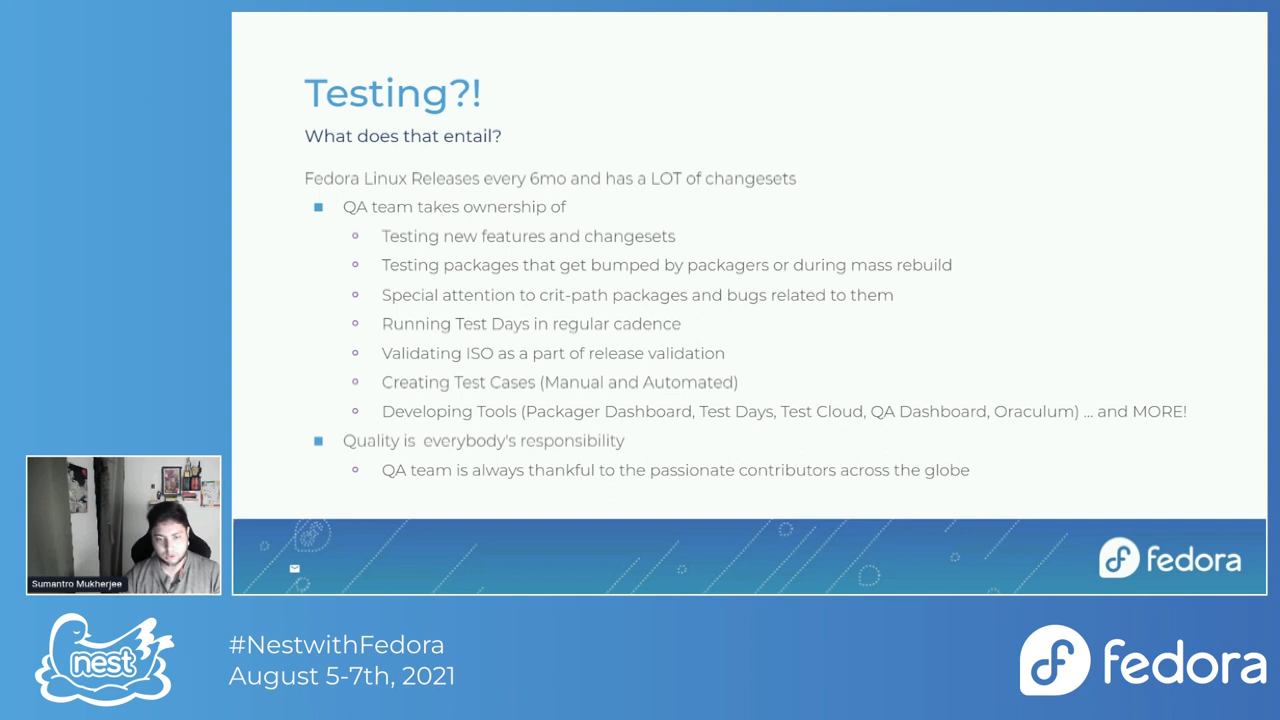 Testing?!
What does that entail?
Fedora Linux Releases every 6mo and has a LOT of changesets
QA team takes ownership of
Testing new features and changesets
Testing packages that get bumped by packagers or during mass rebuild
Special attention to crit-path packages and bugs related to them
Running Test Days in regular cadence
Validating ISO as a part of release validation
Creating Test Cases (Manual and Automated)
Developing Tools (Packager Dashboard, Test Days, Test Cloud, QA Dashboard, Oraculum) ... and MORE!
Quality is everybody's responsibility
QA team is always thankful to the passionate contributors across the globe
fedora
Sumantro Mukherjee
nest
#NestwithFedora
August 5-7th, 2021
fedora